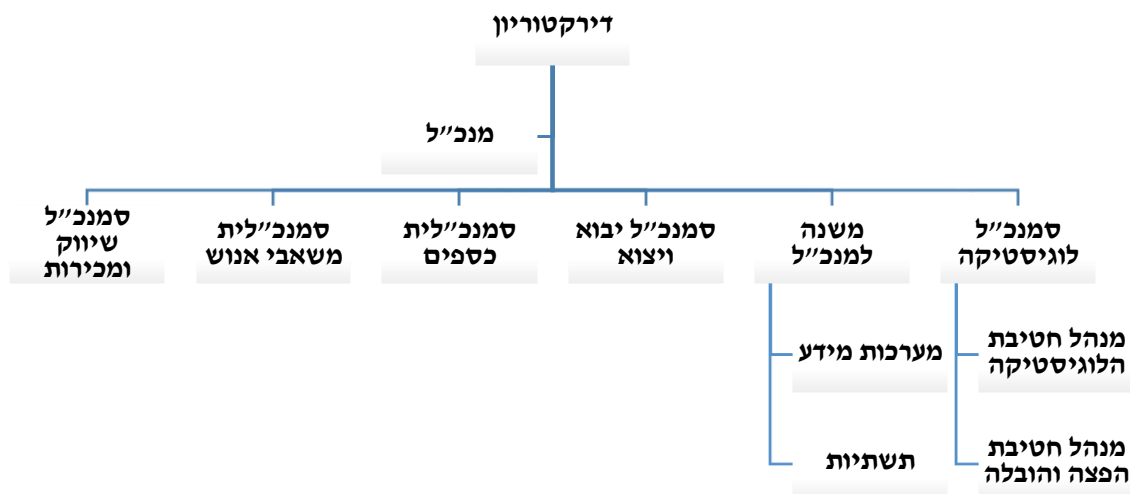 דירקטוריון
מנכ״ל
סמנכ״ל
לוגיסטיקה
משנה
למנכ״ל
סמנכ״ל יבוא
ויצוא
סמנכ״לית
כספים
סמנכ״לית
משאבי אנוש
סמנכ״ל
שיווק
ומכירות
מנהל חטיבת
הלוגיסטיקה
מערכות מידע
מנהל חטיבת
הפצה והובלה
תשתיות